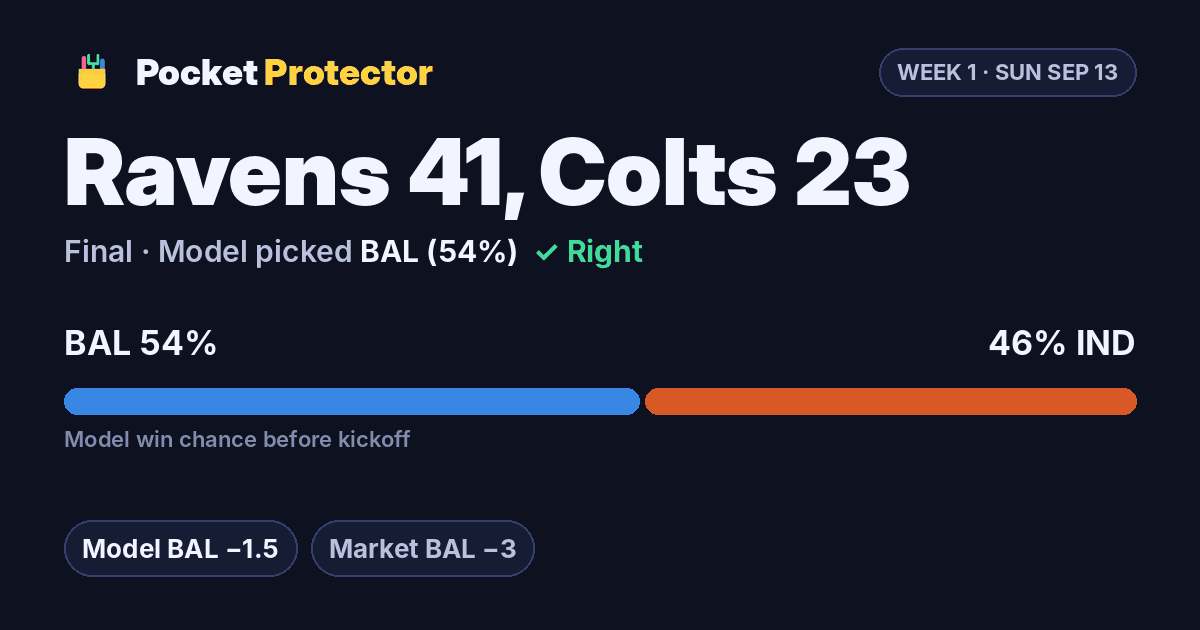 Pocket Protector
WEEK 1 · SUN SEP 13
Ravens 41, Colts 23
Final · Model picked BAL (54%) ✓ Right
BAL 54%
46% IND
Model win chance before kickoff
Model BAL −1.5
Market BAL −3